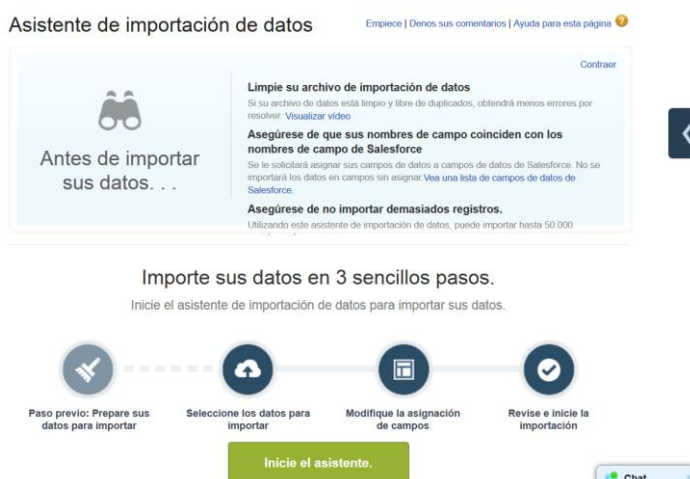 Asistente de importación de datos
Empiece | Denos sus comentarios | Ayuda para esta página ?
Contraer
Antes de importar
sus datos. . .
Limpie su archivo de importación de datos
Si su archivo de datos está limpio y libre de duplicados, obtendrá menos errores por
resolver. Visualizar vídeo
Asegúrese de que sus nombres de campo coinciden con los
nombres de campo de Salesforce
Se le solicitará asignar sus campos de datos a campos de datos de Salesforce. No se
importará los datos en campos sin asignar.Vea una lista de campos de datos de
Salesforce.
Asegúrese de no importar demasiados registros.
Utilizando este asistente de importación de datos, puede importar hasta 50.000
Importe sus datos en 3 sencillos pasos.
Inicie el asistente de importación de datos para importar sus datos.
Paso previo: Prepare sus
datos para importar
Seleccione los datos para
importar
Modifique la asignación
de campos
Revise e inicie la
importación
Inicie el asistente.
Chat